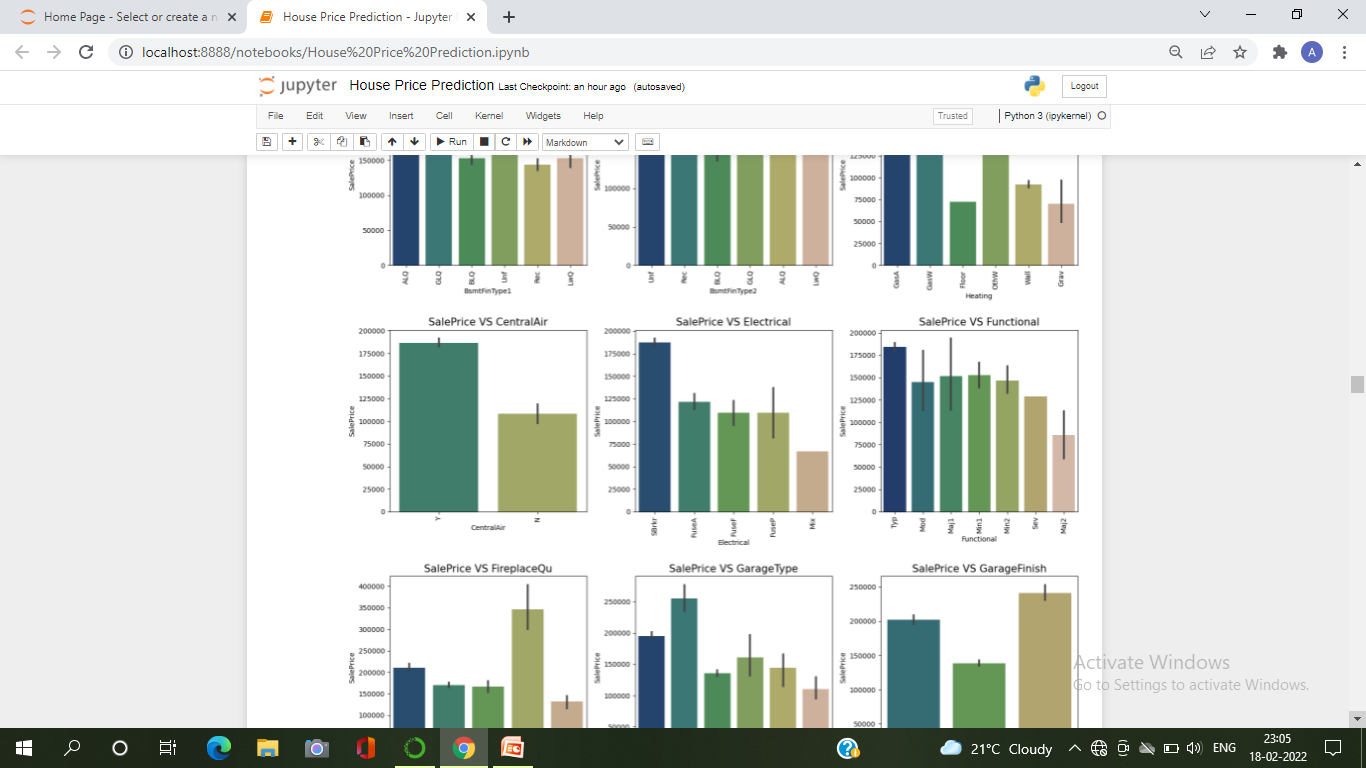 Home Page - Select or create a n
House Price Prediction - Jupyter
localhost:8888/notebooks/House%20Price%20Prediction.ipynb
A
jupyter House Price Prediction Last Checkpoint: an hour ago (autosaved)
Logout
File Edit View Insert Cell Kernel Widgets Help
Trusted Python 3 (ipykernel)
Run Markdown
SalePrice SalePrice SalePrice
150000 125000
100000 100000 100000
75000
50000 50000 50000
25000
0 0 0
ALQ GLQ BLQ Unf Rec LwQ
Unf Rec BLQ GLQ ALQ LwQ
GasA GasW Floor OthW Wall Grav
BsmtFinType1 BsmtFinType2 Heating
SalePrice VS CentralAir SalePrice VS Electrical SalePrice VS Functional
200000 200000 200000
175000 175000 175000
150000 150000 150000
125000 125000 125000
100000 100000 100000
75000 75000 75000
50000 50000 50000
25000 25000 25000
0 0 0
SalePrice SalePrice SalePrice
Y N
SBrkr FuseA FuseF FuseP Mix
Typ Mod Maj1 Min1 Min2 Sev Maj2
CentralAir Electrical Functional
SalePrice VS FireplaceQu SalePrice VS GarageType SalePrice VS GarageFinish
400000
350000
300000
250000
200000
150000
100000
250000
200000
150000
100000
50000
250000
200000
150000
100000
50000
SalePrice SalePrice SalePrice
Activate Windows
Go to Settings to activate Windows.
21°C Cloudy ENG
23:05
18-02-2022